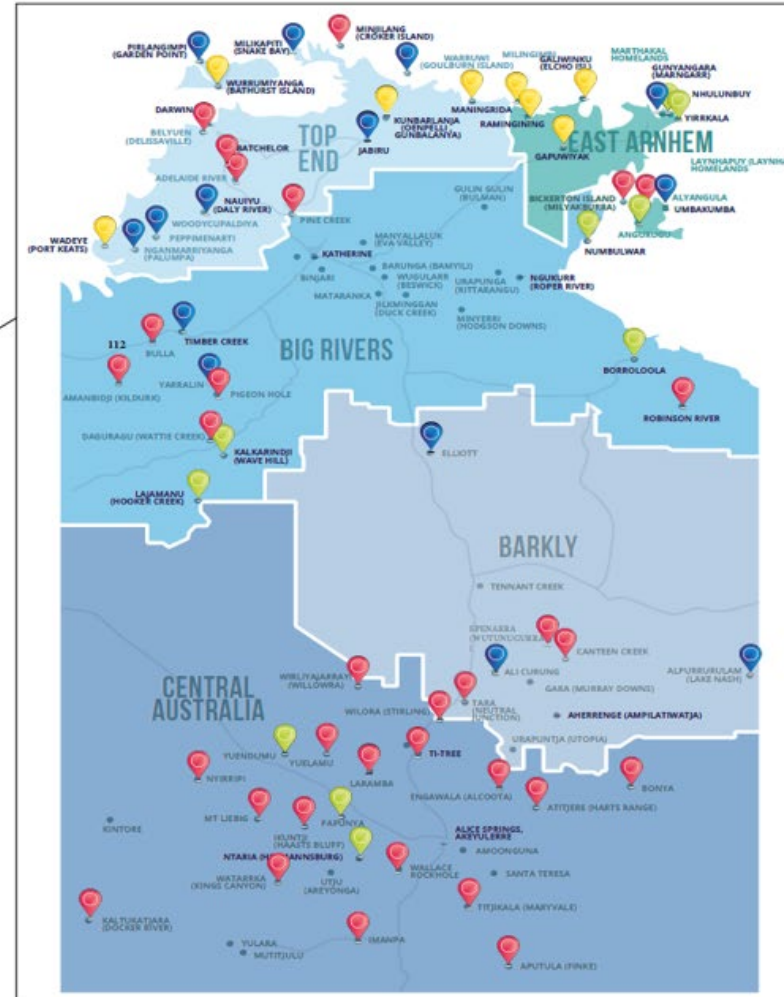 PIRLANGIMPI
(GARDEN POINT)
MILIKAPITI
(SNAKE BAY)
MINJILANG
(CROKER ISLAND)
WARRUWI
(GOULBURN ISLAND)
MILINGIMBI
GALIWINKU
(ELCHO ISL)
MARTHAKAL
HOMELANDS
GUNYANGARA
(MARNGARR)
NHULUNBUY
YIRRKALA
WURRUMIYANGA
(BATHURST ISLAND)
DARWIN
BELYUEN
(DELISSAVILLE)
BATCHELOR
TOP
END
KUNBARLANJA
(OENPELLI,
GUNBALANYA)
JABIRU
MANINGRIDA
RAMINGINING
GAPUWIYAK
EAST ARNHEM
LAYNHAPUY (LAYNH
HOMELANDS
ADELAIDE RIVER
NAUIYU
(DALY RIVER)
PINE CREEK
GULIN GULIN
(BULMAN)
BICKERTON ISLAND
(MILYAKBURRA)
ALYANGULA
UMBAKUMBA
ANGURUGU
NUMBULWAR
WADEYE
(PORT KEATS)
WOODYCUPALDIYA
PEPPIMENARTI
NGANMARRIYANGA
(PALUMPA)
MANYALLALUK
(EVA VALLEY)
KATHERINE
BINJARI
BARUNGA (BAMYILI)
WUGULARR
(BESWICK)
MATARANKA
JILKMINGGAN
(DUCK CREEK)
URAPUNGA
(RITTARANGU)
NGUKURR
(ROPER RIVER)
MINYERRI
(HODGSON DOWNS)
TIMBER CREEK
112
BULLA
BIG RIVERS
AMANBIDJI (KILDURK)
YARRALIN
PIGEON HOLE
BORROLOOLA
ROBINSON RIVER
DAGURAGU (WATTIE CREEK)
KALKARINDJI
(WAVE HILL)
ELLIOTT
LAJAMANU
(HOOKER CREEK)
BARKLY
TENNANT CREEK
EPENARRA
(WUTUNUGURRA)
CANTEEN CREEK
ALI CURUNG
ALPURRURULAM
(LAKE NASH)
GARA (MURRAY DOWNS)
WIRLIYAJARRAY
(WILLOWRA)
CENTRAL
AUSTRALIA
WILORA (STIRLING)
TARA
(NEUTRAL
JUNCTION)
AHERRENGE (AMPILATIWATJA)
URAPUNTJA (UTOPIA)
YUENDUMU
YUELAMU
TI-TREE
NYIRRIPI
LARAMBA
ENGAWALA (ALCOOTA)
BONYA
ATITJERE (HARTS RANGE)
MT LIEBIG
PAPUNYA
IKUNTJI
(HAASTS BLUFF)
KINTORE
ALICE SPRINGS,
AKEYULERRE
NTARIA (HERMANNSBURG)
AMOONGUNA
WATARRKA
(KINGS CANYON)
UTJU
(AREYONGA)
WALLACE
ROCKHOLE
SANTA TERESA
TITJIKALA (MARYVALE)
KALTUKATJARA
(DOCKER RIVER)
IMANPA
YULARA
MUTITJULU
APUTULA (FINKE)